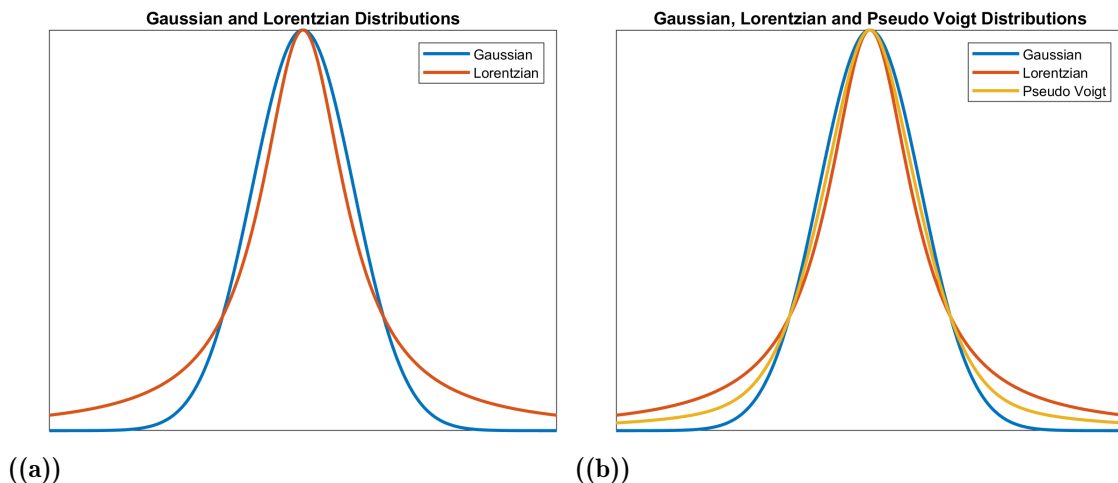 Gaussian and Lorentzian Distributions
Gaussian
Lorentzian
((a))
Gaussian, Lorentzian and Pseudo Voigt Distributions
Gaussian
Lorentzian
Pseudo Voigt
((b))